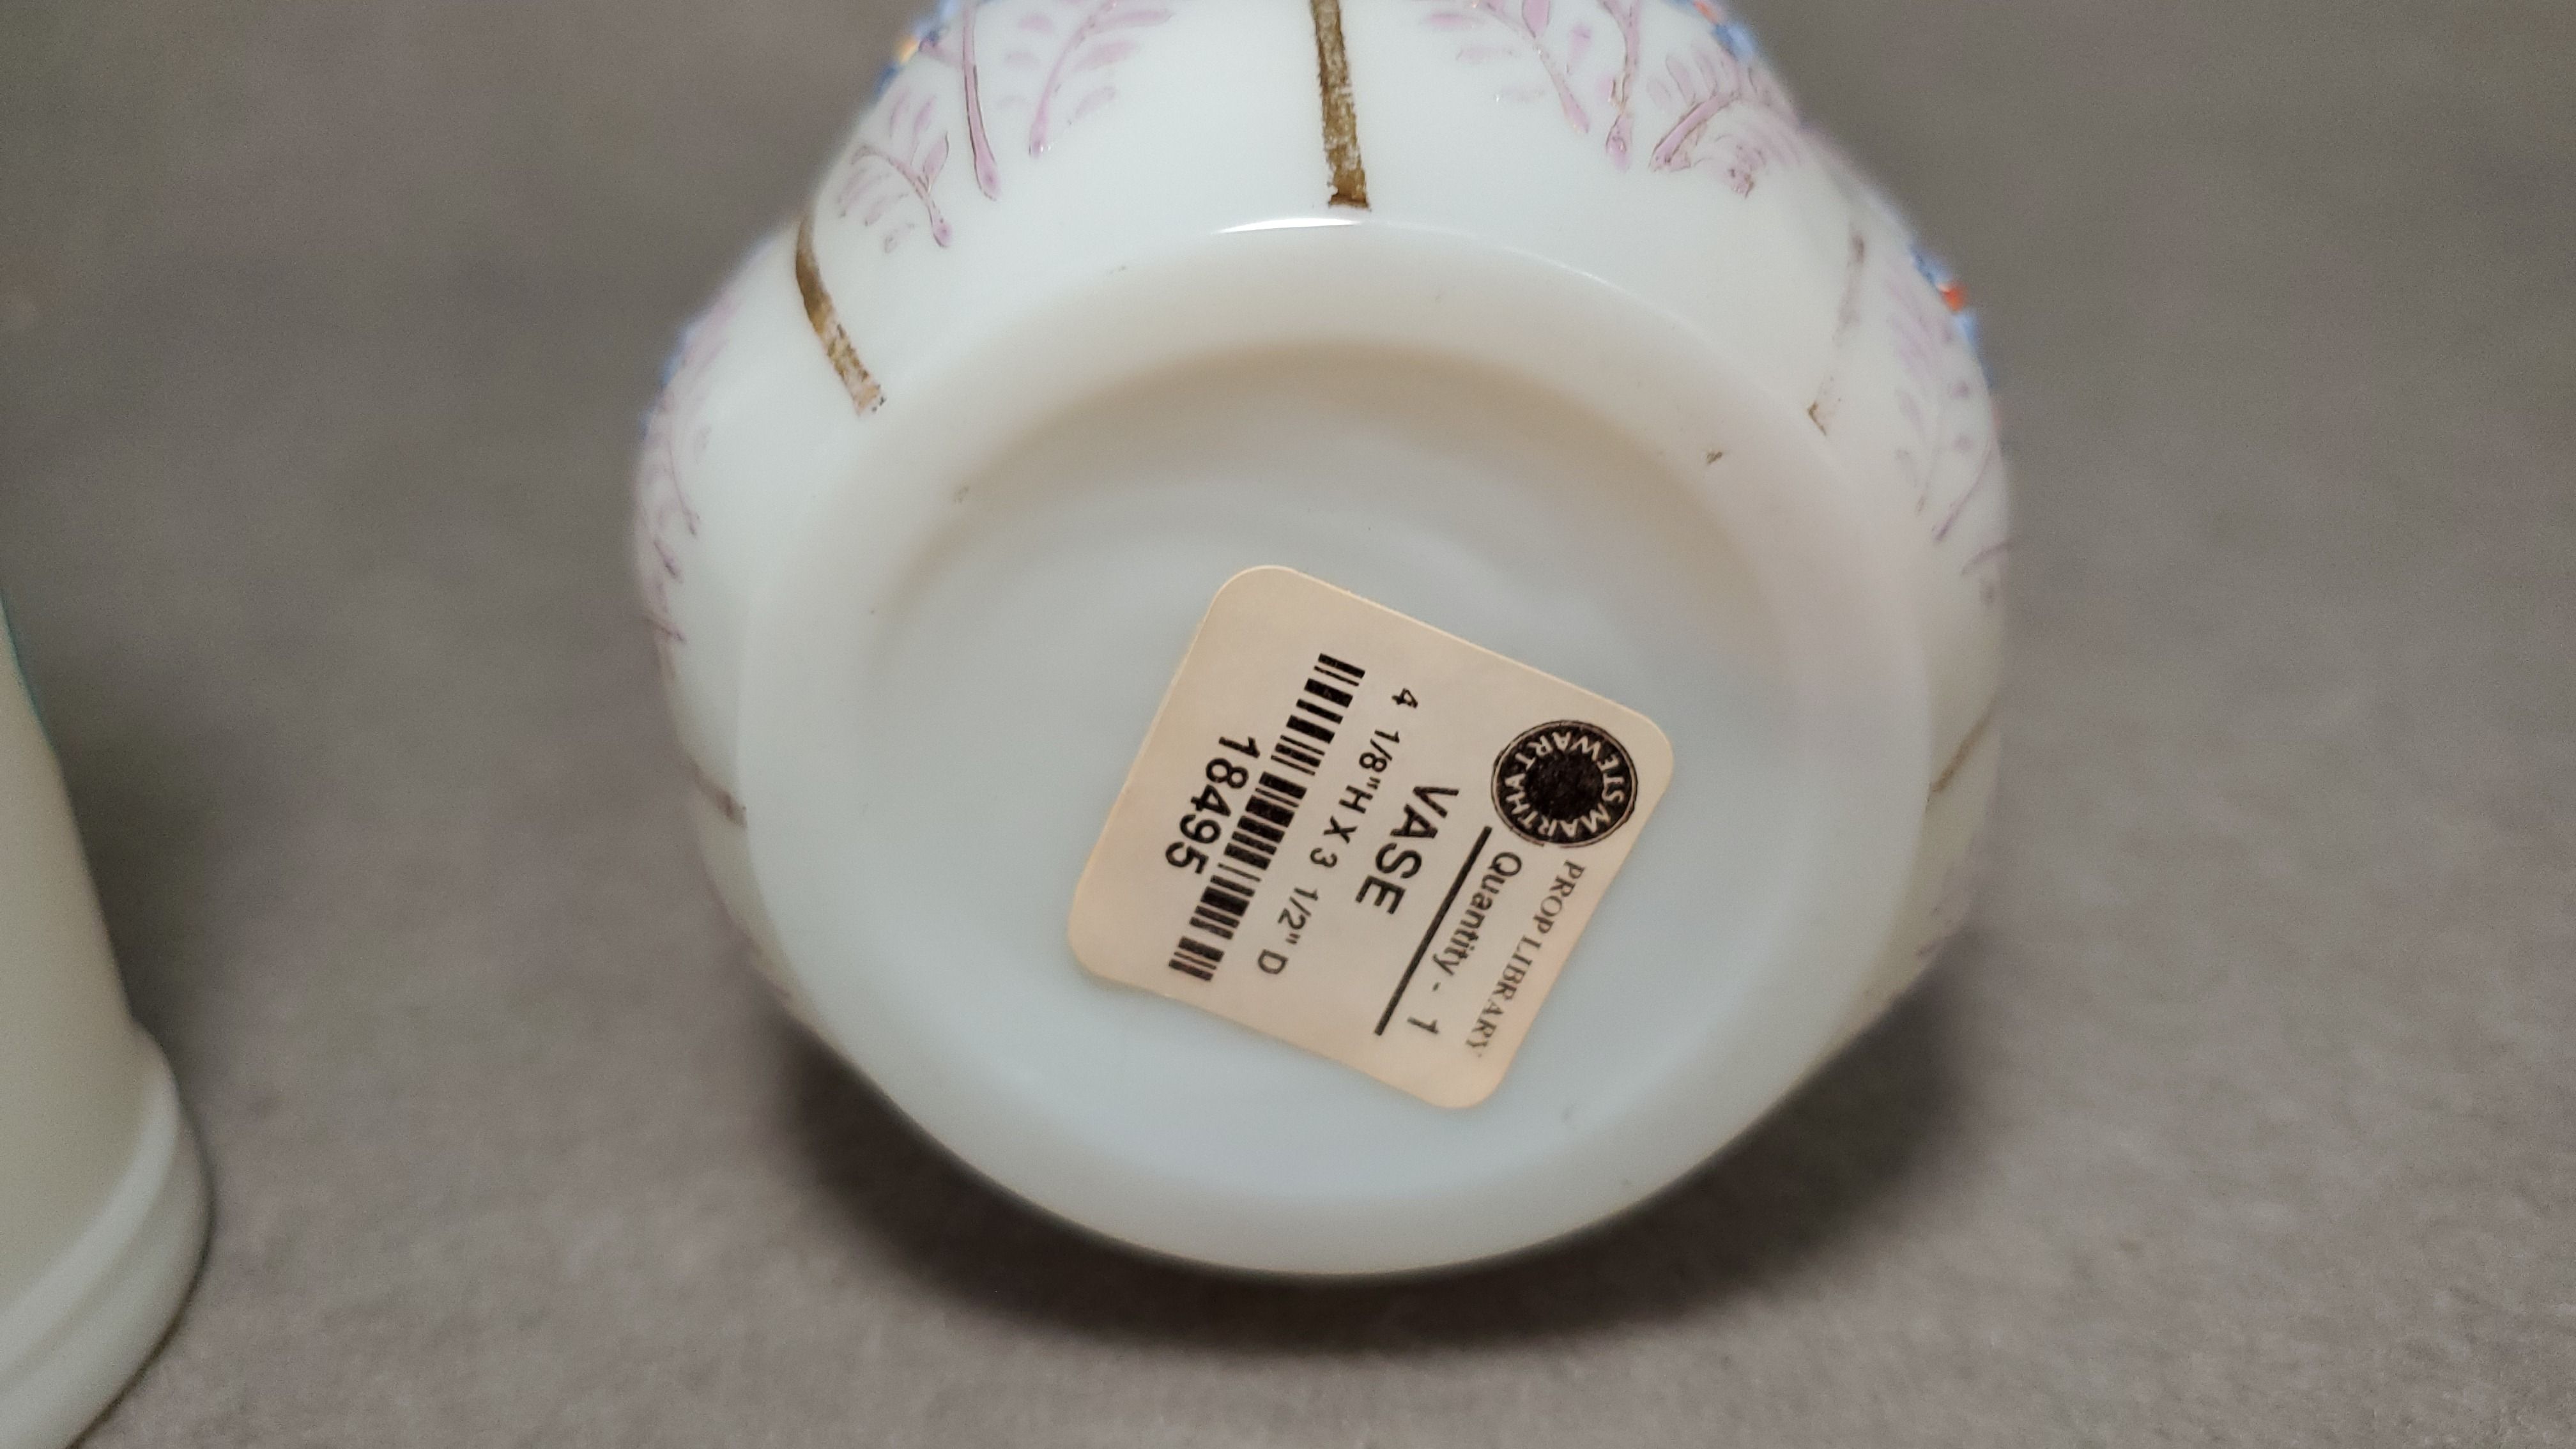 MARTHA STEWART
PROP LIBRARY
Quantity - 1
VASE
4 1/8"H X 3 1/2" D
18495